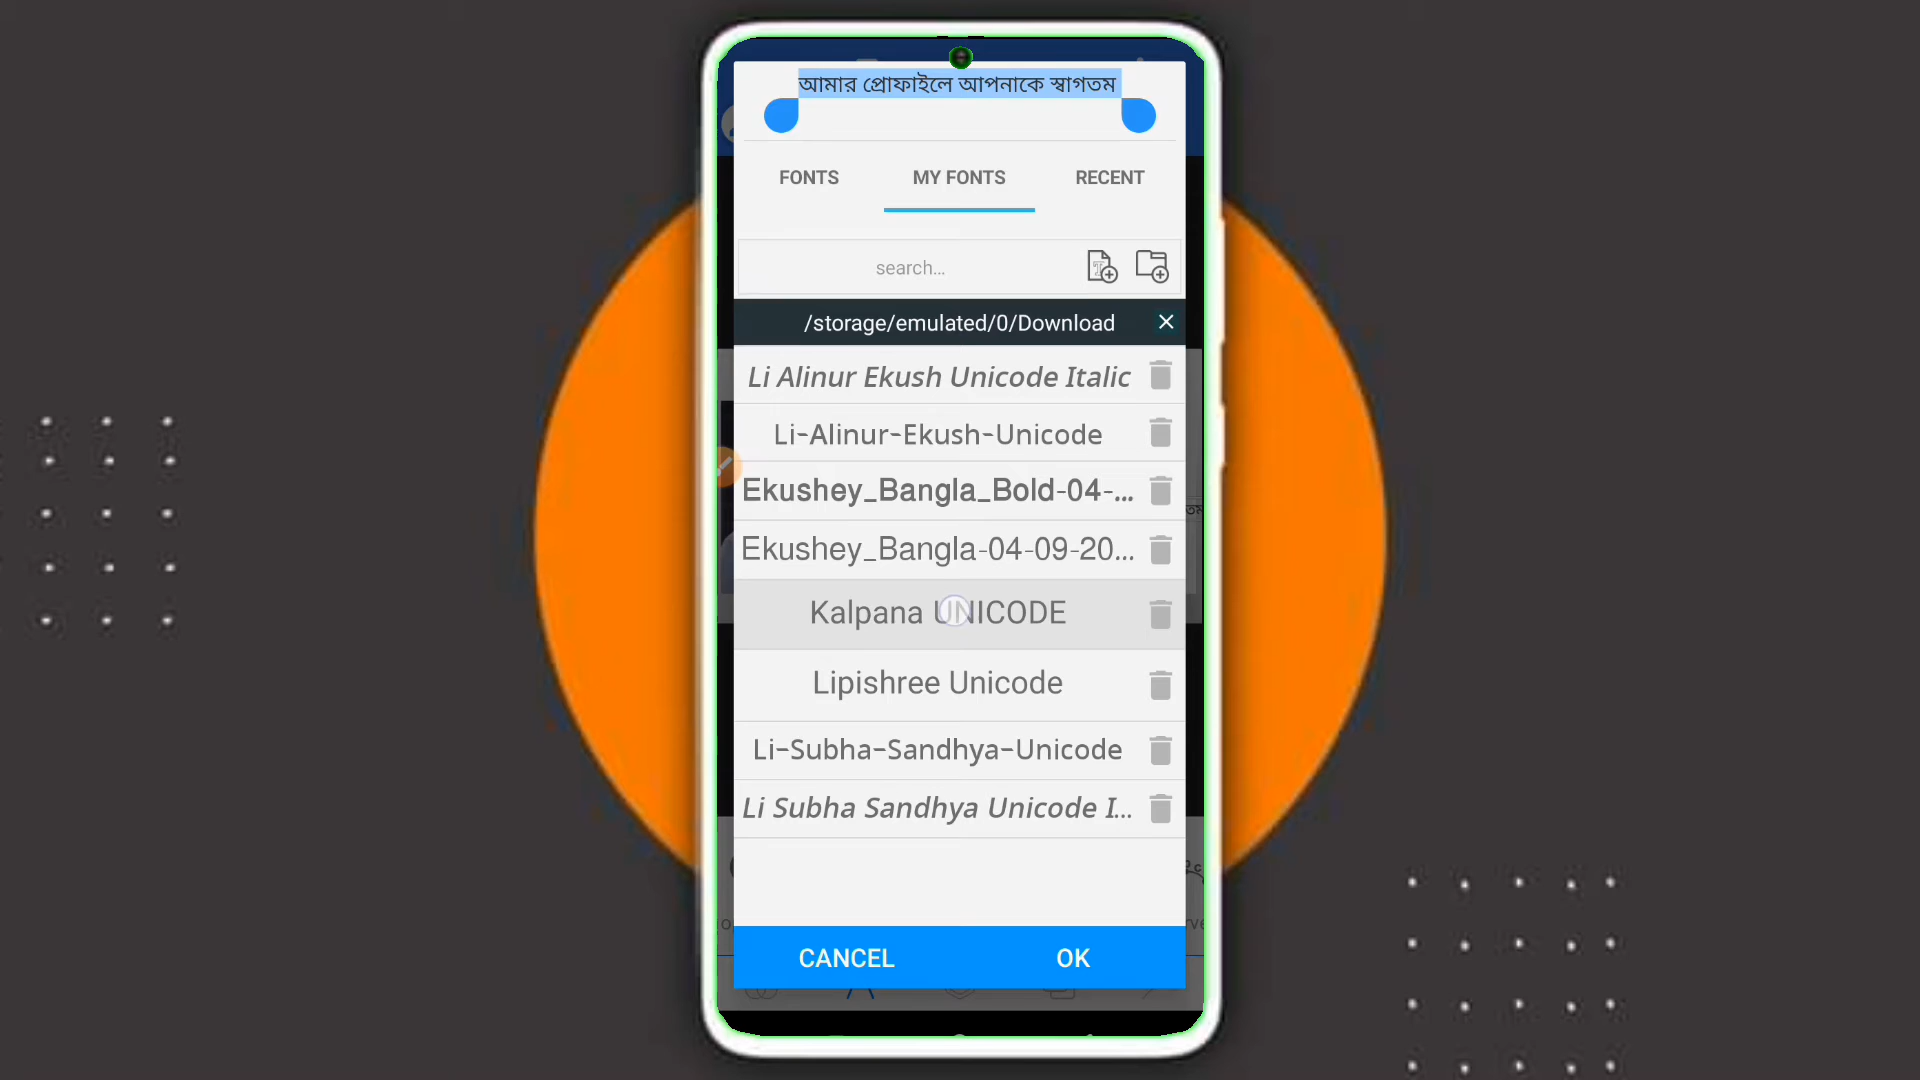 আমার প্রোফাইলে আপনাকে স্বাগতম
FONTS MY FONTS RECENT
search...
/storage/emulated/0/Download
Li Alinur Ekush Unicode Italic
Li-Alinur-Ekush-Unicode
Ekushey_Bangla_Bold-04-...
Ekushey_Bangla-04-09-20...
Kalpana UNICODE
Lipishree Unicode
Li-Subha-Sandhya-Unicode
Li Subha Sandhya Unicode I...
CANCEL OK